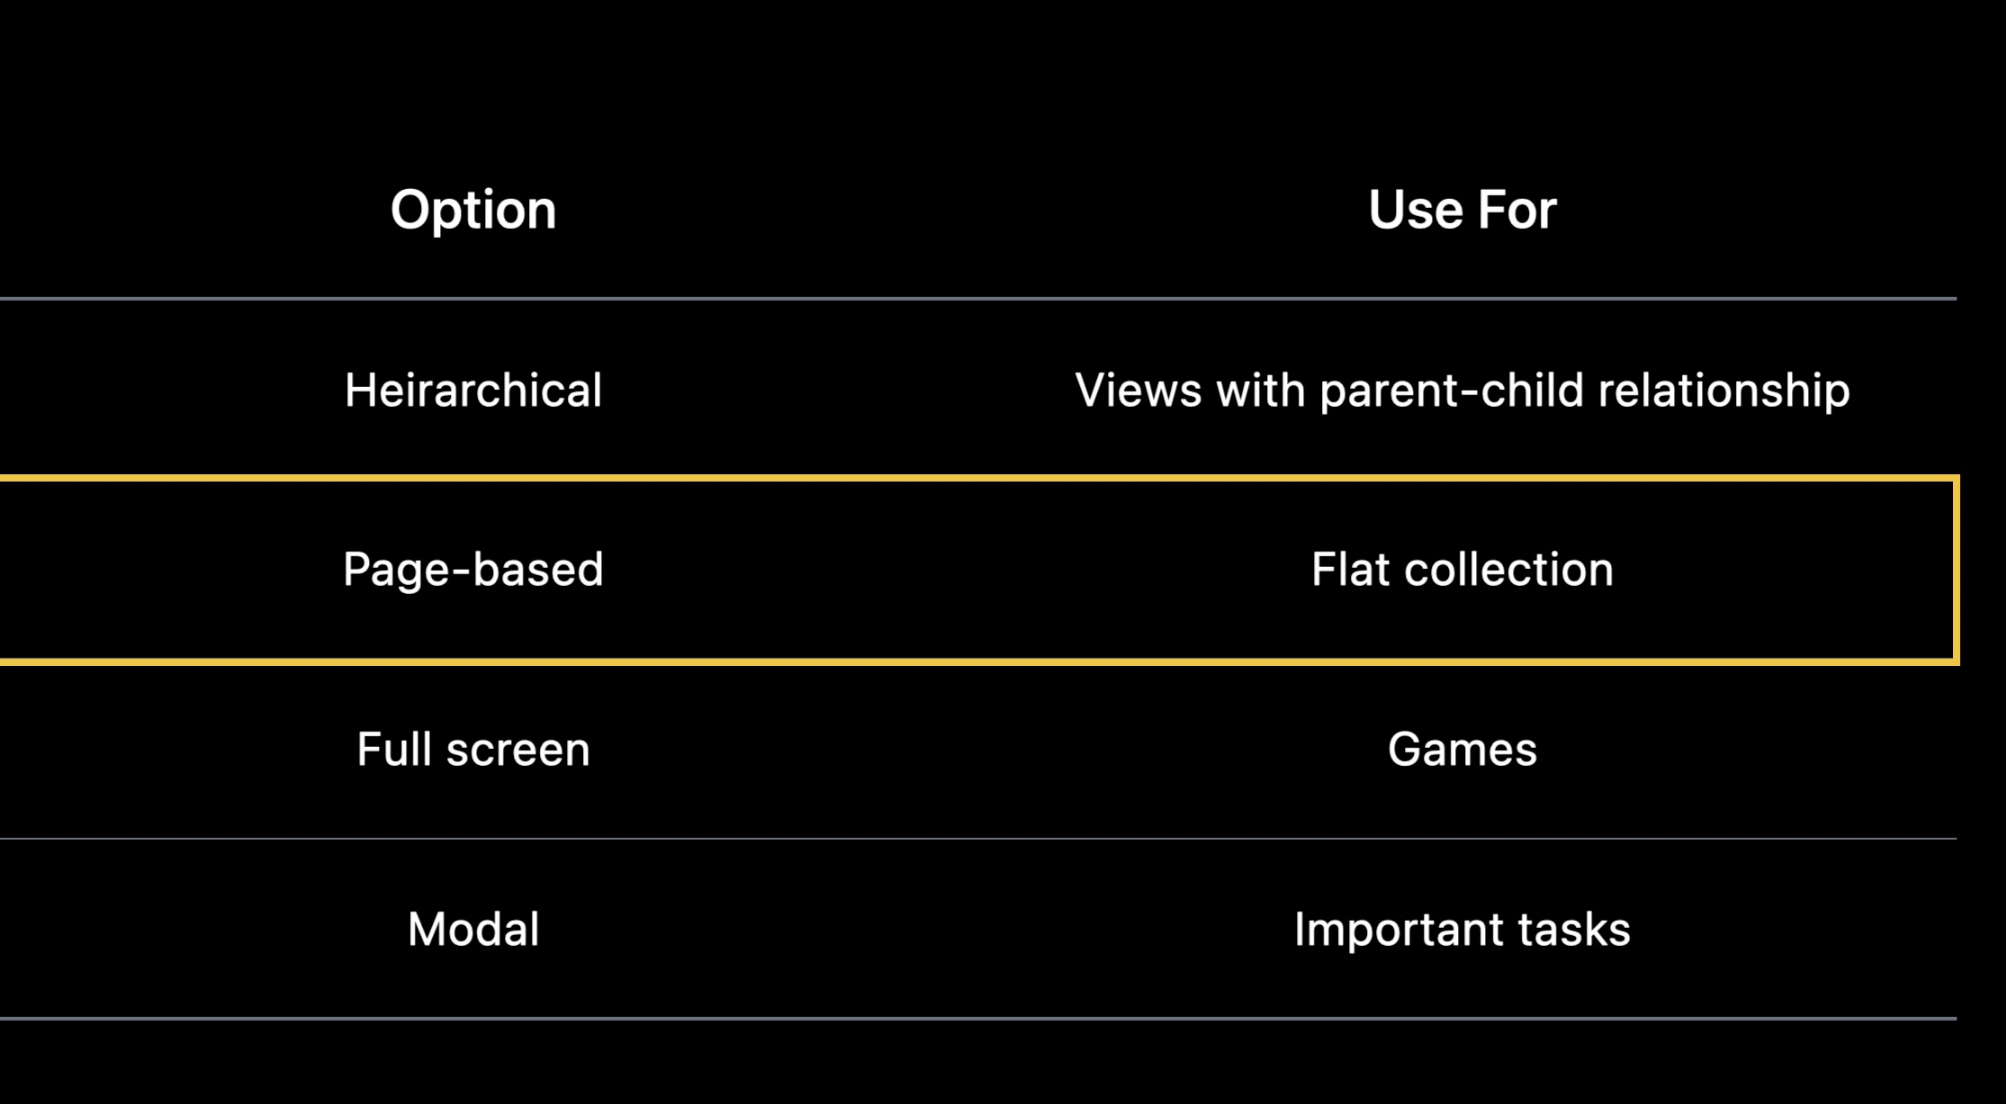 Option Use For
Heirarchical Views with parent-child relationship
Page-based Flat collection
Full screen Games
Modal Important tasks